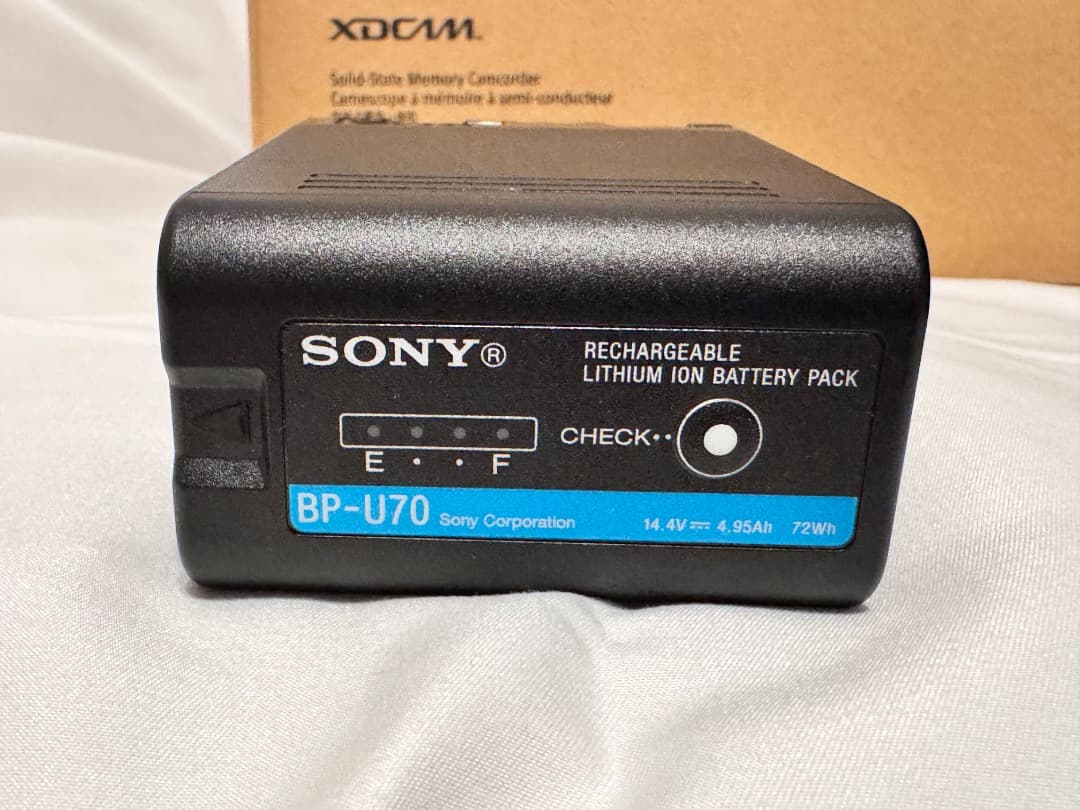 XDCAM
Solid-State Memory Camcorder
Caméscope à mémoire à semi-conducteur
SONY®
RECHARGEABLE
LITHIUM ION BATTERY PACK
CHECK··
E · · F
BP-U70 Sony Corporation 14.4V⎓ 4.95Ah 72Wh